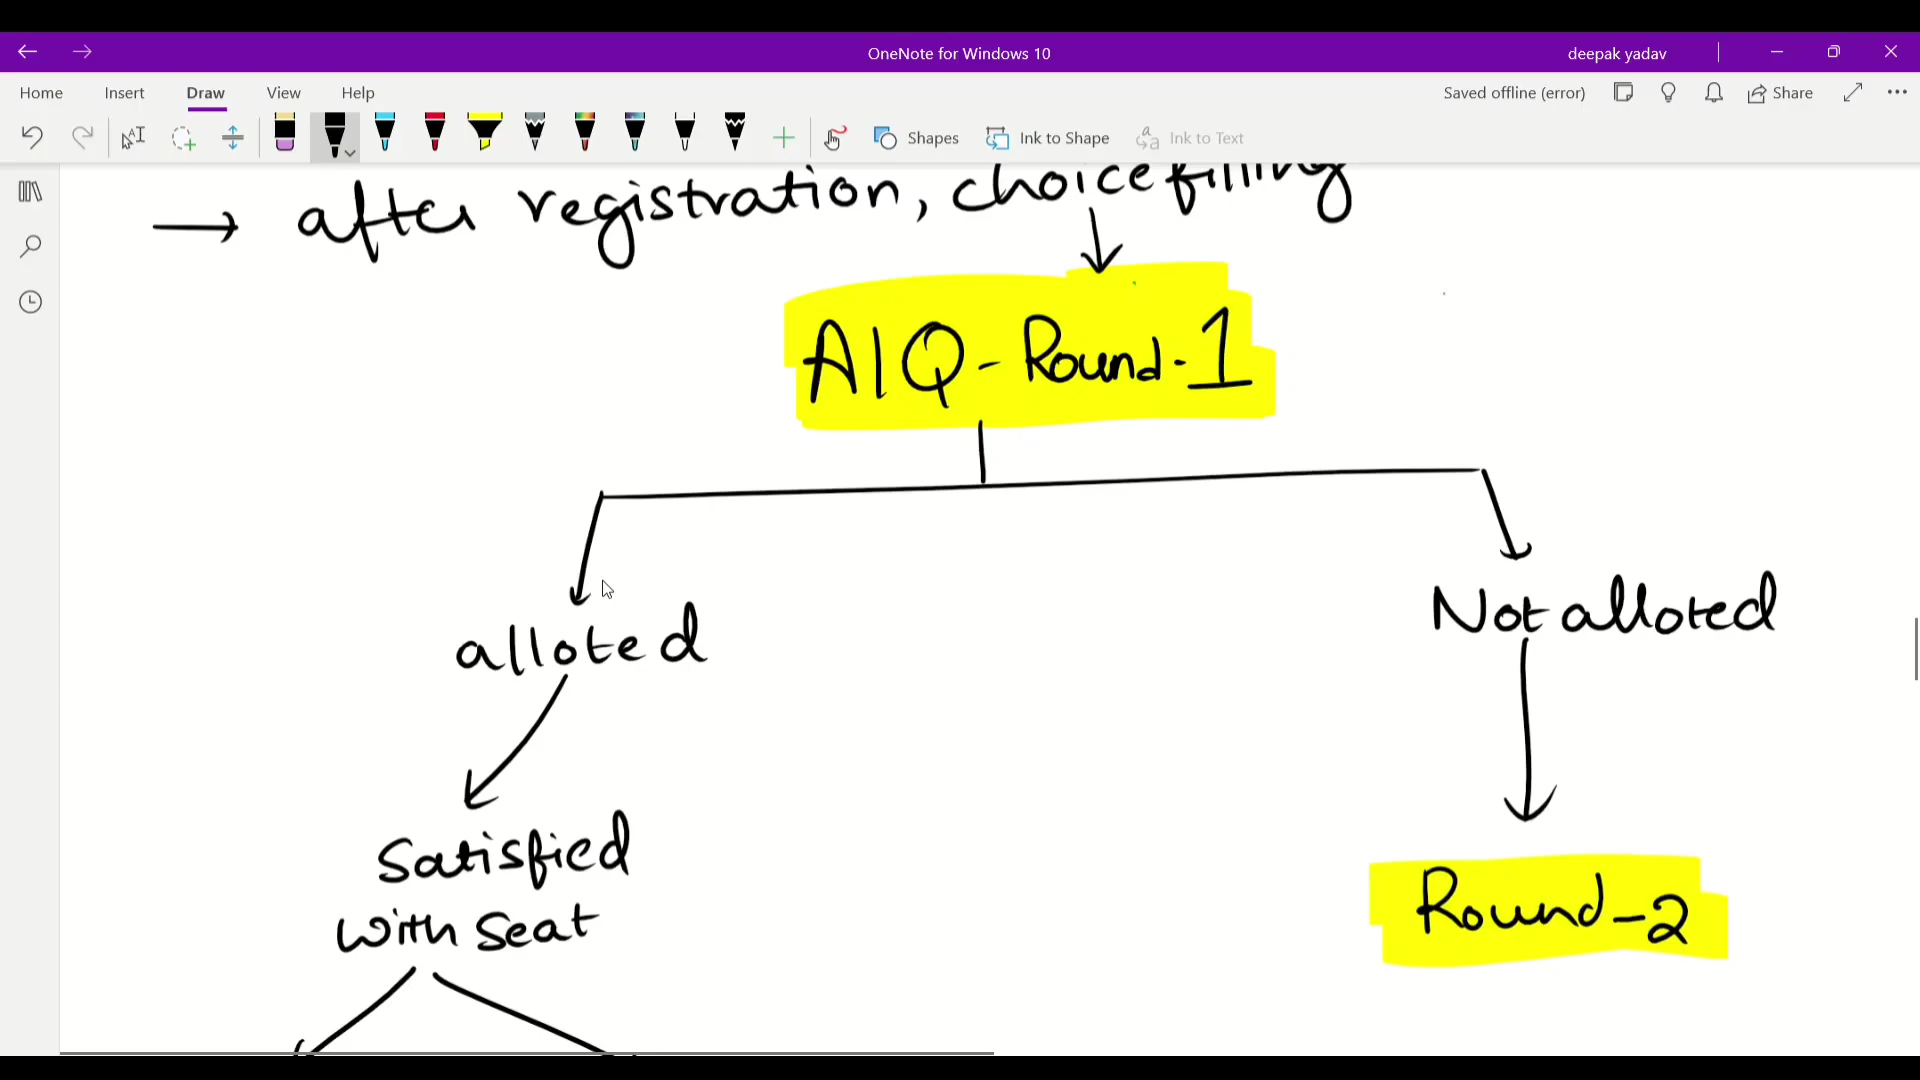 OneNote for Windows 10
deepak yadav
Home Insert Draw View Help
Saved offline (error) Share
Shapes Ink to Shape Ink to Text
→ after registration, choice filling
AIQ - Round - 1
alloted
Not alloted
Satisfied
with seat
Round - 2